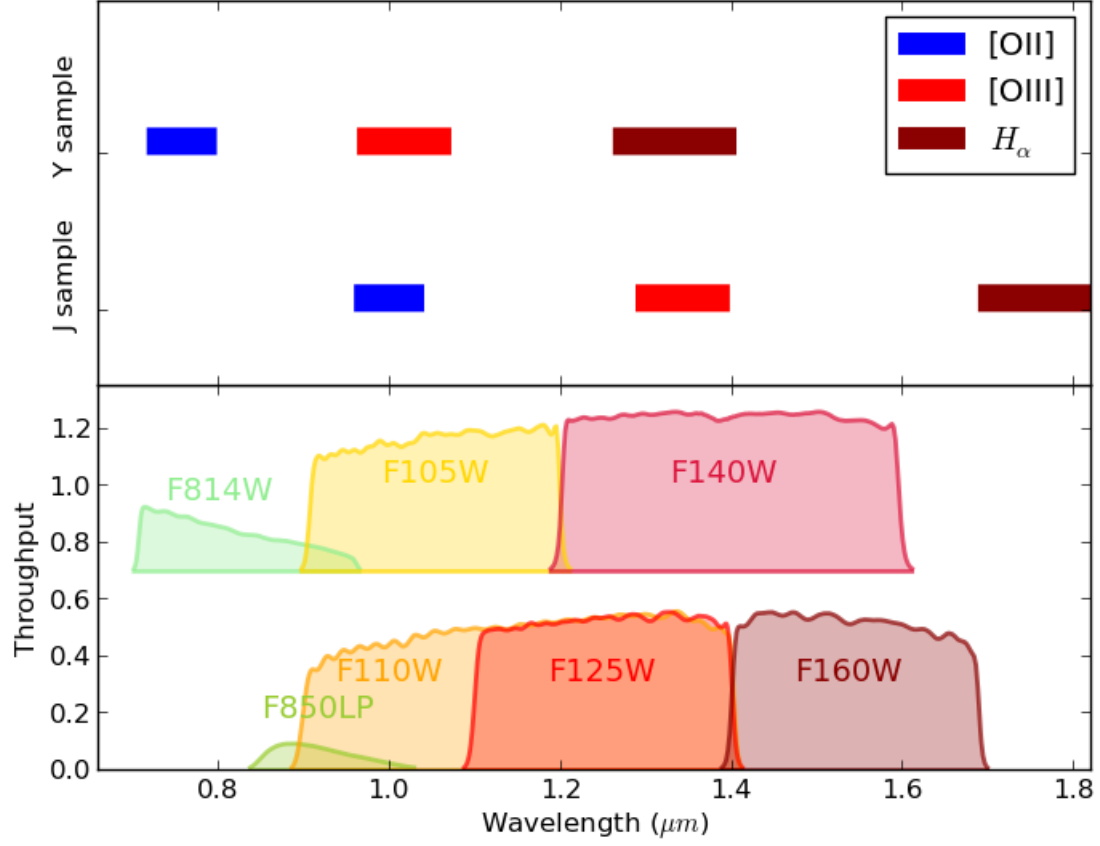 [OII]
[OIII]
Hα
Y sample
J sample
1.2
1.0
0.8
0.6
0.4
0.2
0.0
Throughput
F814W
F105W
F140W
F110W
F125W
F160W
F850LP
0.8 1.0 1.2 1.4 1.6 1.8
Wavelength (μm)